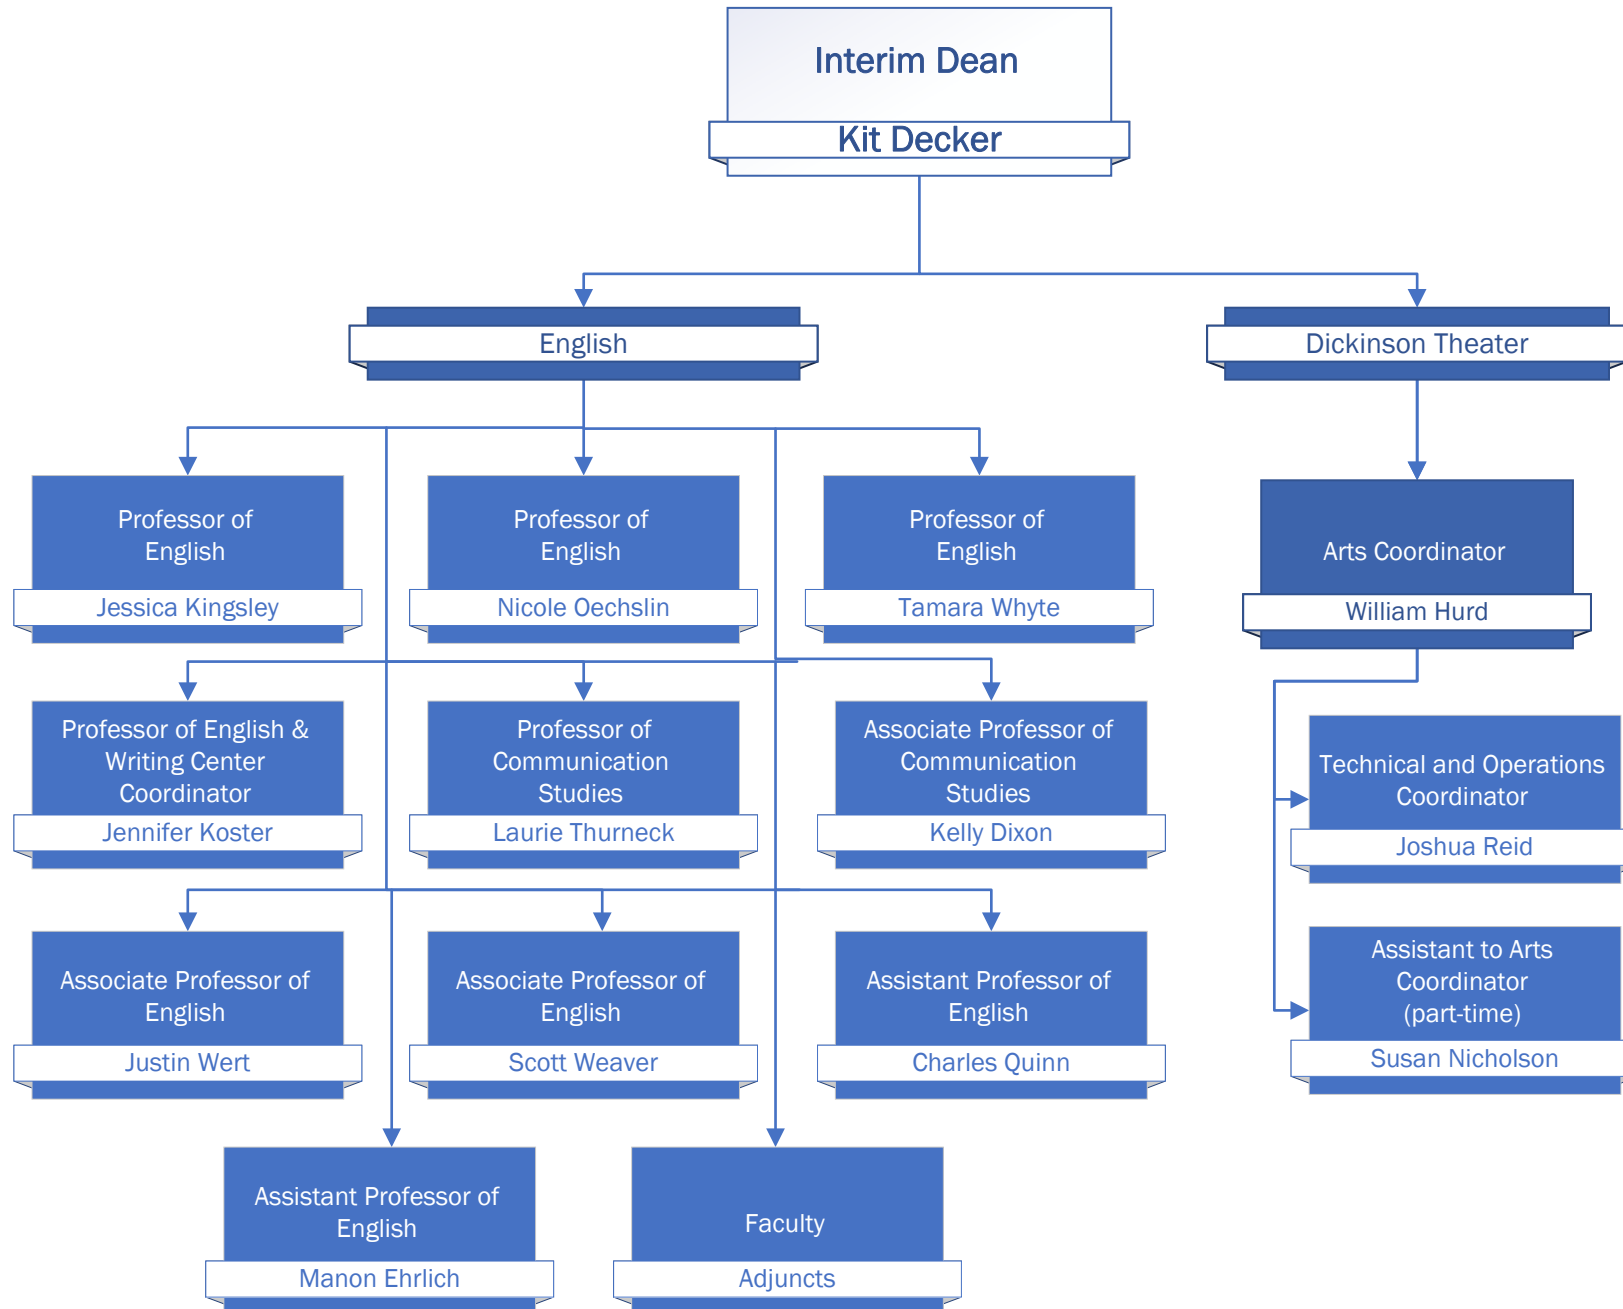 Interim Dean
Kit Decker
English
Dickinson Theater
Professor of
English
Jessica Kingsley
Professor of
English
Nicole Oechslin
Professor of
English
Tamara Whyte
Arts Coordinator
William Hurd
Professor of English &
Writing Center
Coordinator
Jennifer Koster
Professor of
Communication
Studies
Laurie Thurneck
Associate Professor of
Communication
Studies
Kelly Dixon
Technical and Operations
Coordinator
Joshua Reid
Associate Professor of
English
Justin Wert
Associate Professor of
English
Scott Weaver
Assistant Professor of
English
Charles Quinn
Assistant to Arts
Coordinator
(part-time)
Susan Nicholson
Assistant Professor of
English
Manon Ehrlich
Faculty
Adjuncts